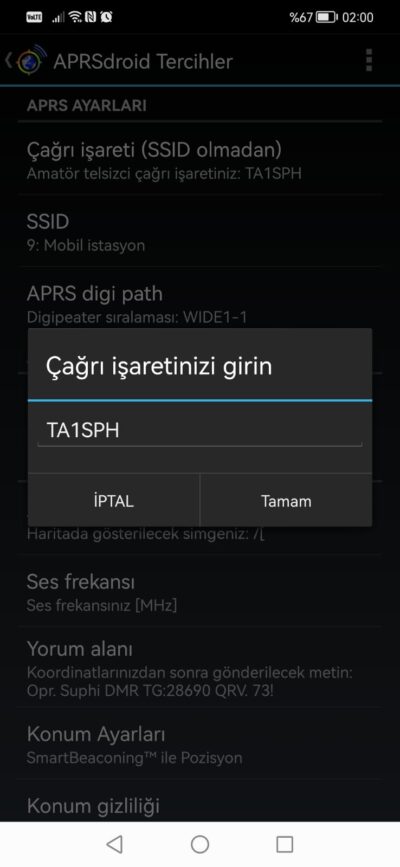 VoLTE %67 02:00
APRSdroid Tercihler
APRS AYARLARI
Çağrı işareti (SSID olmadan)
Amatör telsizci çağrı işaretiniz: TA1SPH
SSID
9: Mobil istasyon
APRS digi path
Digipeater sıralaması: WIDE1-1
Çağrı işaretinizi girin
TA1SPH
İPTAL Tamam
Haritada gösterilecek simgeniz: /[
Ses frekansı
Ses frekansınız [MHz]
Yorum alanı
Koordinatlarınızdan sonra gönderilecek metin:
Opr. Suphi DMR TG:28690 QRV. 73!
Konum Ayarları
SmartBeaconing™ ile Pozisyon
Konum gizliliği